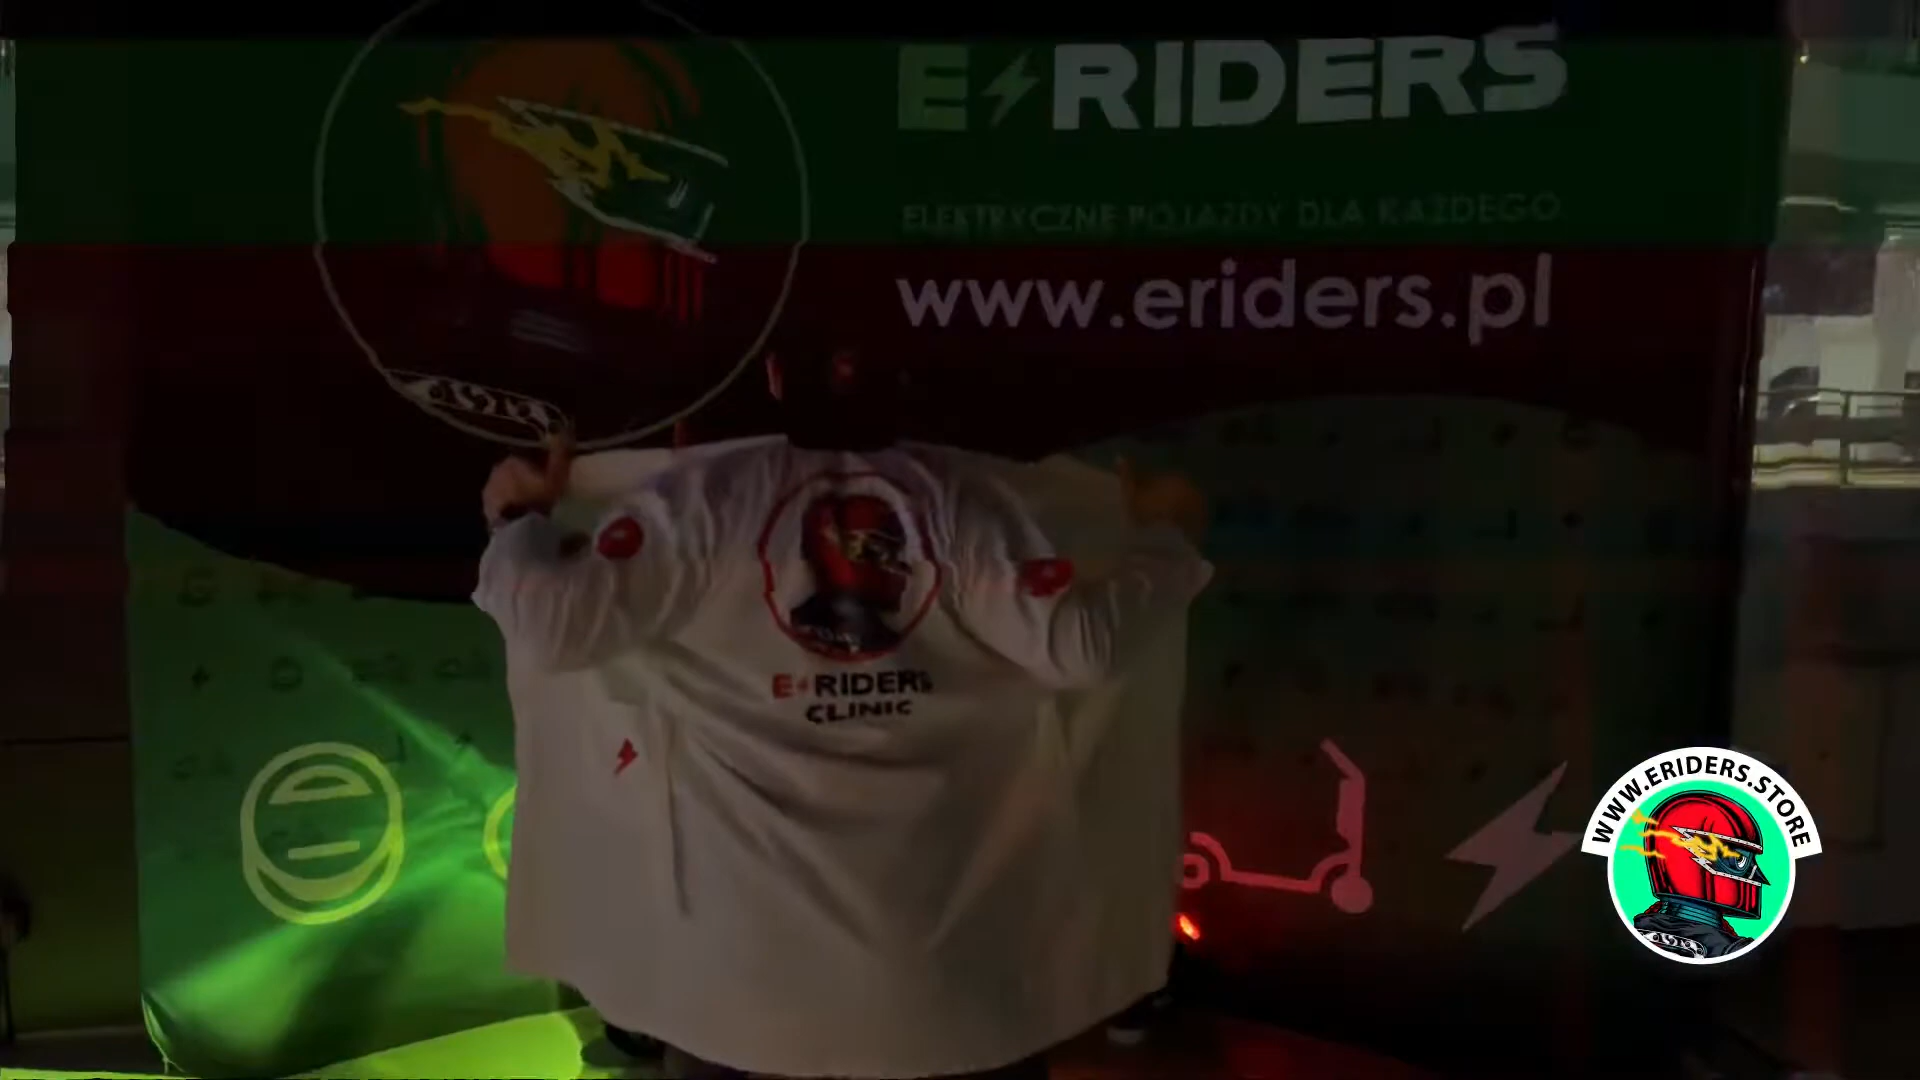 E⚡RIDERS
ELEKTRYCZNE POJAZDY DLA KAŻDEGO
www.eriders.pl
E⚡RIDERS
CLINIC
WWW.ERIDERS.STORE